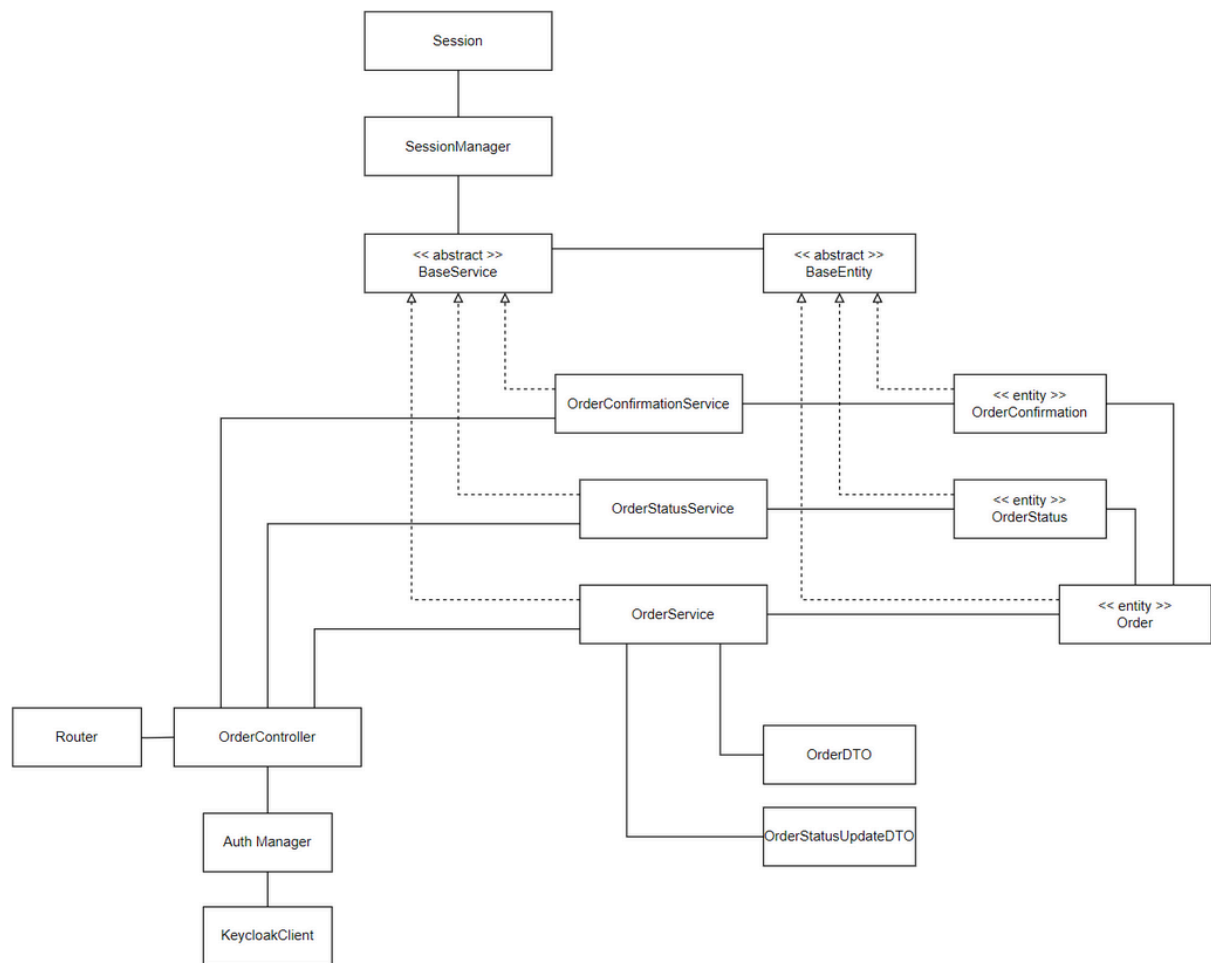 Session
SessionManager
<< abstract >>
BaseService
<< abstract >>
BaseEntity
OrderConfirmationService
<< entity >>
OrderConfirmation
OrderStatusService
<< entity >>
OrderStatus
OrderService
<< entity >>
Order
Router
OrderController
OrderDTO
Auth Manager
OrderStatusUpdateDTO
KeycloakClient